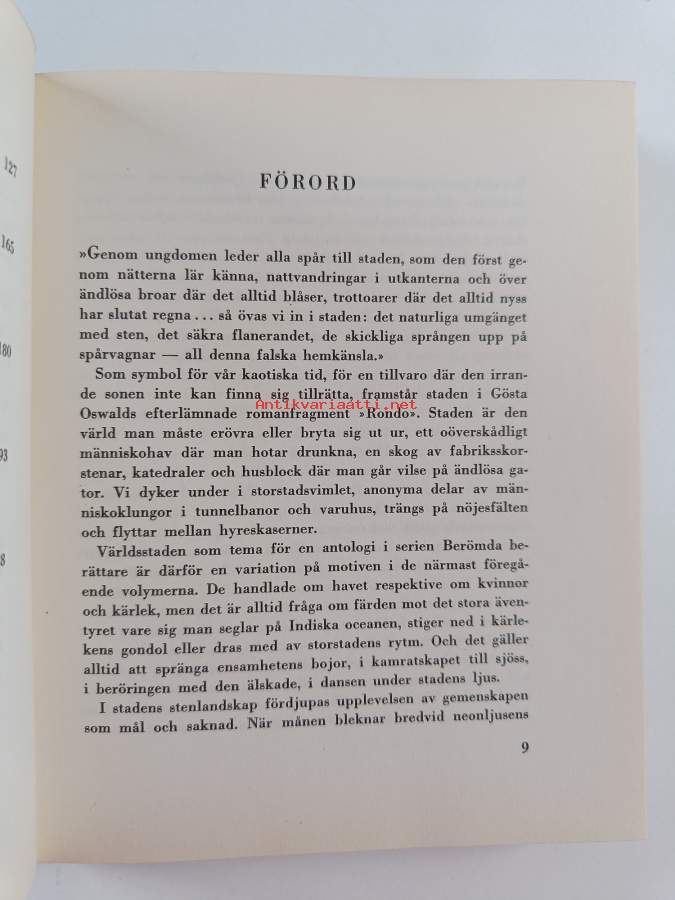 127
165
180
93
8
FÖRORD
»Genom ungdomen leder alla spår till staden, som den först ge-
nom nätterna lär känna, nattvandringar i utkanterna och över
ändlösa broar där det alltid blåser, trottoarer där det alltid nyss
har slutat regna ... så övas vi in i staden: det naturliga umgänget
med sten, det säkra flanerandet, de skickliga sprången upp på
spårvagnar — all denna falska hemkänsla.»
Som symbol för vår kaotiska tid, för en tillvaro där den irran-
de sonen inte kan finna sig tillrätta, framstår staden i Gösta
Oswalds efterlämnade romanfragment »Rondo». Staden är den
Antikvariaatti.net
värld man måste erövra eller bryta sig ut ur, ett oöverskådligt
människohav där man hotar drunkna, en skog av fabriksskor-
stenar, katedraler och husblock där man går vilse på ändlösa ga-
tor. Vi dyker under i storstadsvimlet, anonyma delar av män-
niskoklungor i tunnelbanor och varuhus, trängs på nöjesfälten
och flyttar mellan hyreskaserner.
Världsstaden som tema för en antologi i serien Berömda be-
rättare är därför en variation på motiven i de närmast föregå-
ende volymerna. De handlade om havet respektive om kvinnor
och kärlek, men det är alltid fråga om färden mot det stora även-
tyret vare sig man seglar på Indiska oceanen, stiger ned i kärle-
kens gondol eller dras med av storstadens rytm. Och det gäller
alltid att spränga ensamhetens bojor, i kamratskapet till sjöss,
i beröringen med den älskade, i dansen under stadens ljus.
I stadens stenlandskap fördjupas upplevelsen av gemenskapen
som mål och saknad. När månen bleknar bredvid neonljusens
9